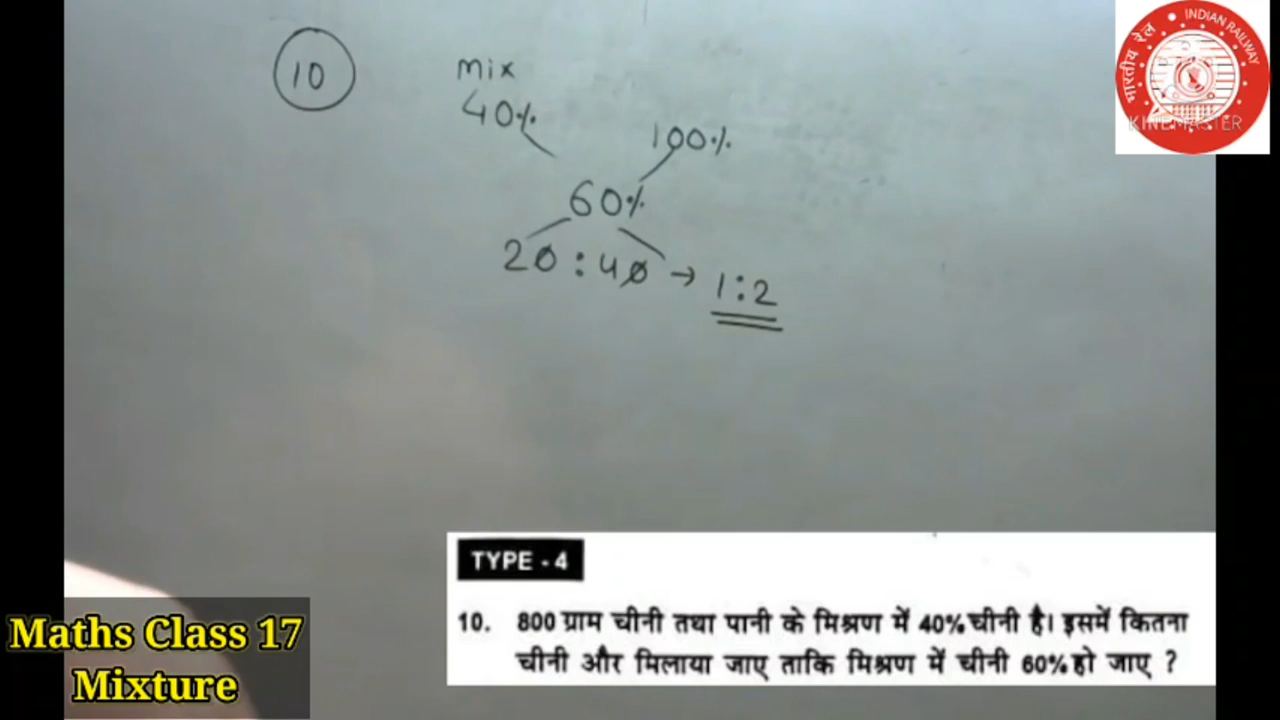 10
mix
40%
100%
60%
20 : 40 → 1:2
भारतीय रेल
INDIAN RAILWAY
KINEMASTER
TYPE - 4
10. 800 ग्राम चीनी तथा पानी के मिश्रण में 40% चीनी है। इसमें कितना
चीनी और मिलाया जाए ताकि मिश्रण में चीनी 60% हो जाए ?
Maths Class 17
Mixture